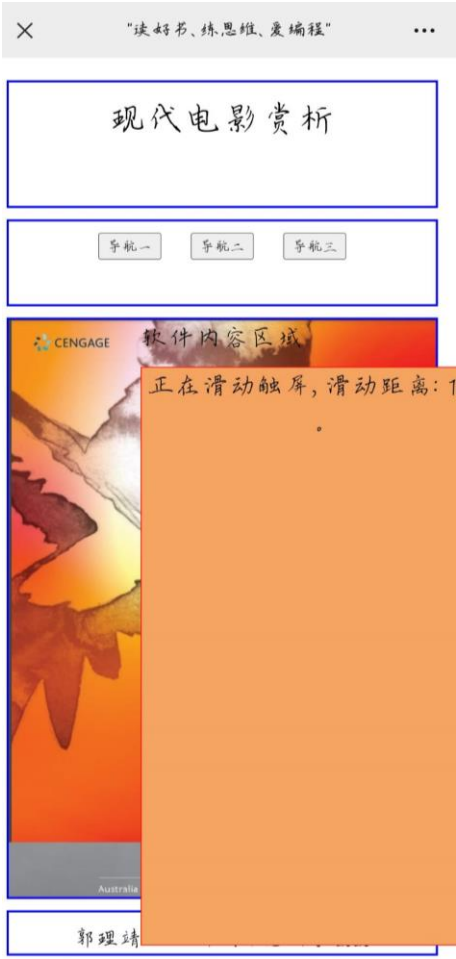 "读好书、练思维、爱编程"
现代电影赏析
导航一 导航二 导航三
CENGAGE
软件内容区域
正在滑动触屏,滑动距离:
。
Australia
郭理靖